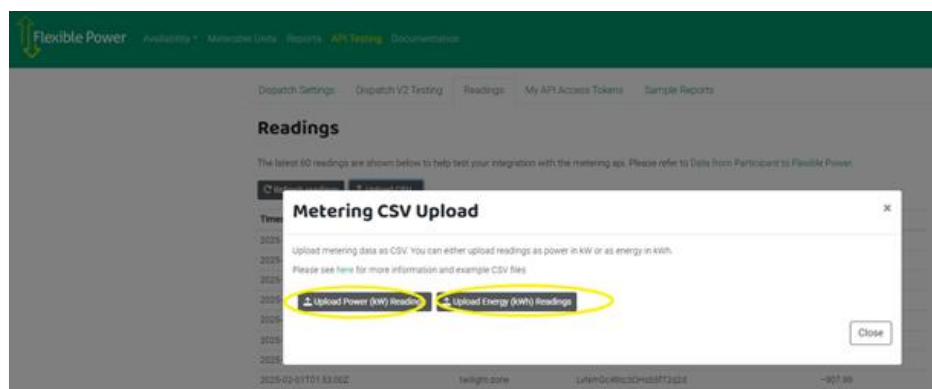 Flexible Power Availability Meterable Units Reports API Testing Documentation
Dispatch Settings Dispatch V2 Testing Readings My API Access Tokens Sample Reports
Readings
The latest 60 readings are shown below to help test your integration with the metering api. Please refer to Data from Participant to Flexible Power.
Metering CSV Upload ×
Upload metering data as CSV. You can either upload readings as power in kW or as energy in kWh.
Please see here for more information and example CSV files
Upload Power (kW) Readings Upload Energy (kWh) Readings
Close
2025-02-01T01:53:00Z twilight zone